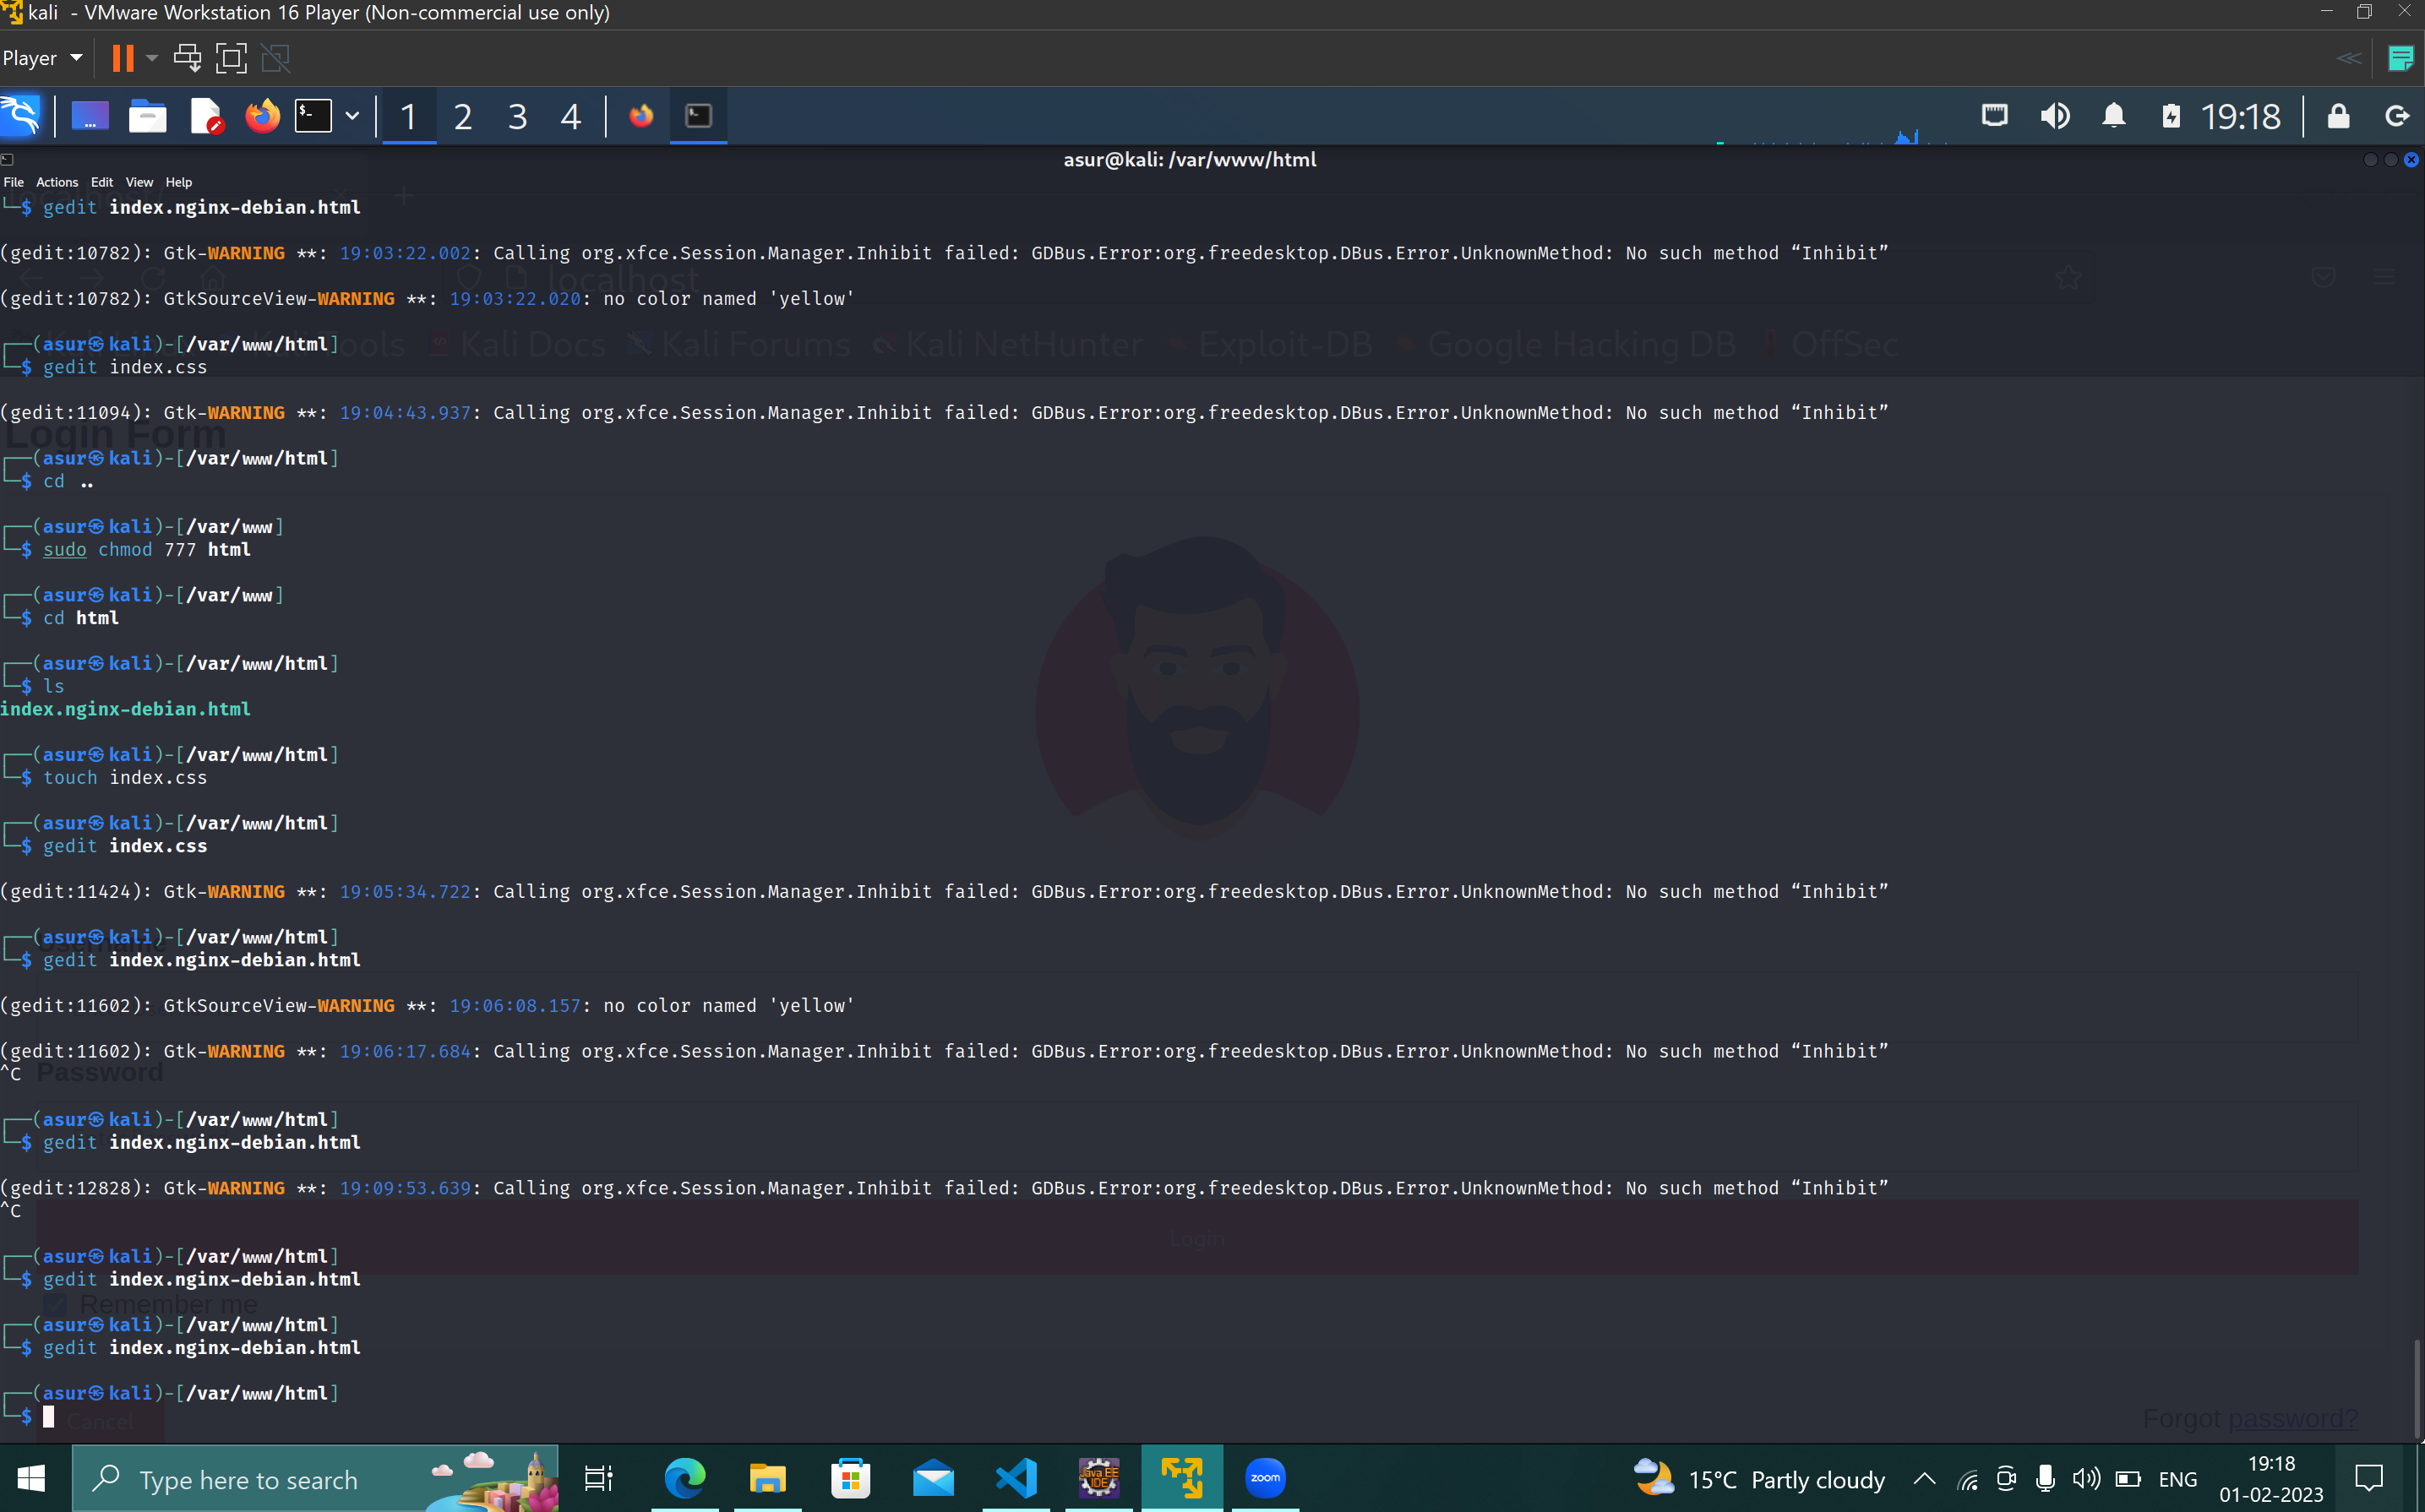 kali - VMware Workstation 16 Player (Non-commercial use only)
Player
1 2 3 4
19:18
asur@kali: /var/www/html
File Actions Edit View Help
└─$ gedit index.nginx-debian.html
(gedit:10782): Gtk-WARNING **: 19:03:22.002: Calling org.xfce.Session.Manager.Inhibit failed: GDBus.Error:org.freedesktop.DBus.Error.UnknownMethod: No such method “Inhibit”
localhost
(gedit:10782): GtkSourceView-WARNING **: 19:03:22.020: no color named 'yellow'
Kali Docs Kali Forums Kali NetHunter Exploit-DB Google Hacking DB OffSec
┌──(asur㉿kali)-[/var/www/html]
└─$ gedit index.css
(gedit:11094): Gtk-WARNING **: 19:04:43.937: Calling org.xfce.Session.Manager.Inhibit failed: GDBus.Error:org.freedesktop.DBus.Error.UnknownMethod: No such method “Inhibit”
Login Form
┌──(asur㉿kali)-[/var/www/html]
└─$ cd ..
┌──(asur㉿kali)-[/var/www]
└─$ sudo chmod 777 html
┌──(asur㉿kali)-[/var/www]
└─$ cd html
┌──(asur㉿kali)-[/var/www/html]
└─$ ls
index.nginx-debian.html
┌──(asur㉿kali)-[/var/www/html]
└─$ touch index.css
┌──(asur㉿kali)-[/var/www/html]
└─$ gedit index.css
(gedit:11424): Gtk-WARNING **: 19:05:34.722: Calling org.xfce.Session.Manager.Inhibit failed: GDBus.Error:org.freedesktop.DBus.Error.UnknownMethod: No such method “Inhibit”
┌──(asur㉿kali)-[/var/www/html]
└─$ gedit index.nginx-debian.html
(gedit:11602): GtkSourceView-WARNING **: 19:06:08.157: no color named 'yellow'
(gedit:11602): Gtk-WARNING **: 19:06:17.684: Calling org.xfce.Session.Manager.Inhibit failed: GDBus.Error:org.freedesktop.DBus.Error.UnknownMethod: No such method “Inhibit”
^C
Password
┌──(asur㉿kali)-[/var/www/html]
└─$ gedit index.nginx-debian.html
(gedit:12828): Gtk-WARNING **: 19:09:53.639: Calling org.xfce.Session.Manager.Inhibit failed: GDBus.Error:org.freedesktop.DBus.Error.UnknownMethod: No such method “Inhibit”
^C
Login
┌──(asur㉿kali)-[/var/www/html]
└─$ gedit index.nginx-debian.html
Remember me
┌──(asur㉿kali)-[/var/www/html]
└─$ gedit index.nginx-debian.html
┌──(asur㉿kali)-[/var/www/html]
└─$
Cancel
Forgot password?
Type here to search
Java EE IDE
zoom
15°C Partly cloudy
ENG
19:18
01-02-2023